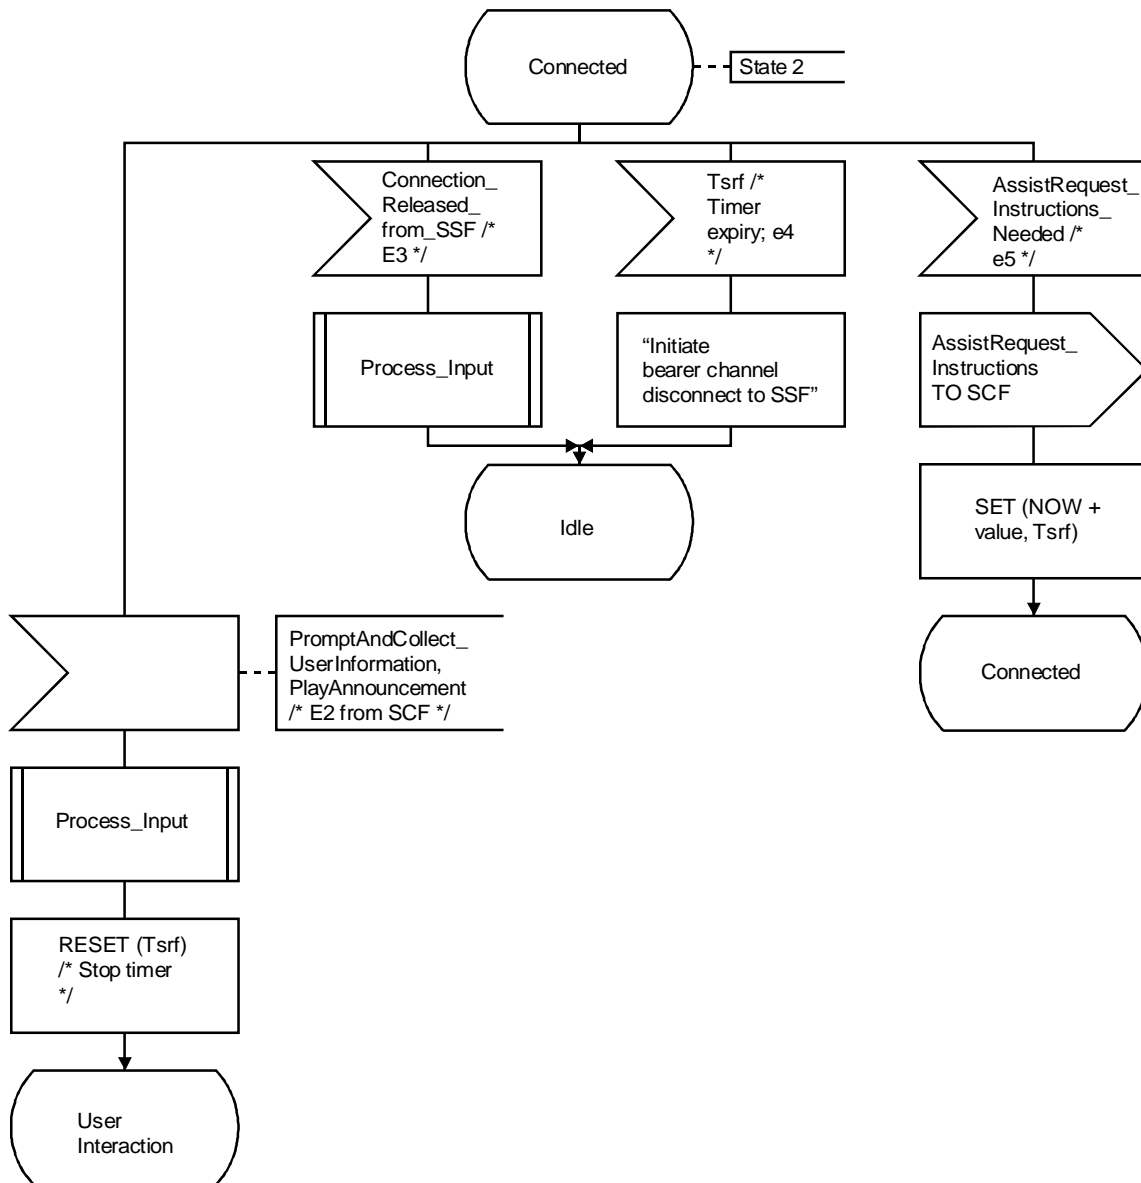 Connected
State 2
Connection_
Released_
from_SSF /*
E3 */
Tsrf /*
Timer
expiry; e4
*/
AssistRequest_
Instructions_
Needed /*
e5 */
Process_Input
“Initiate
bearer channel
disconnect to SSF”
AssistRequest_
Instructions
TO SCF
Idle
SET (NOW +
value, Tsrf)
PromptAndCollect_
UserInformation,
PlayAnnouncement
/* E2 from SCF */
Connected
Process_Input
RESET (Tsrf)
/* Stop timer
*/
User
Interaction